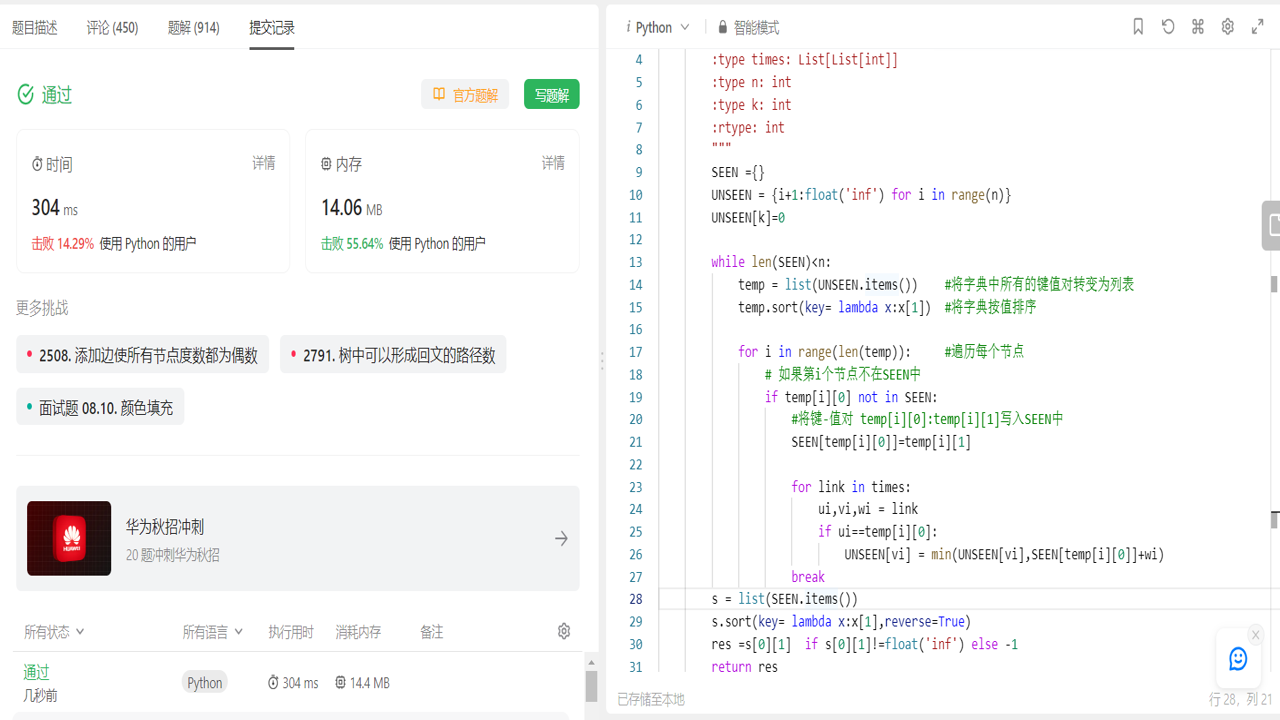 题目描述 评论 (450) 题解 (914) 提交记录
通过 官方题解 写题解
时间 详情
304 ms
击败 14.29% 使用 Python 的用户
内存 详情
14.06 MB
击败 55.64% 使用 Python 的用户
更多挑战
2508. 添加边使所有节点度数都为偶数 2791. 树中可以形成回文的路径数
面试题 08.10. 颜色填充
HUAWEI
华为秋招冲刺
20 题冲刺华为秋招
所有状态 所有语言 执行用时 消耗内存 备注
通过
几秒前
Python 304 ms 14.4 MB
i Python 智能模式
4 :type times: List[List[int]]
5 :type n: int
6 :type k: int
7 :rtype: int
8 """
9 SEEN ={}
10 UNSEEN = {i+1:float('inf') for i in range(n)}
11 UNSEEN[k]=0
12
13 while len(SEEN)<n:
14 temp = list(UNSEEN.items()) #将字典中所有的键值对转变为列表
15 temp.sort(key= lambda x:x[1]) #将字典按值排序
16
17 for i in range(len(temp)): #遍历每个节点
18 # 如果第i个节点不在SEEN中
19 if temp[i][0] not in SEEN:
20 #将键-值对 temp[i][0]:temp[i][1]写入SEEN中
21 SEEN[temp[i][0]]=temp[i][1]
22
23 for link in times:
24 ui,vi,wi = link
25 if ui==temp[i][0]:
26 UNSEEN[vi] = min(UNSEEN[vi],SEEN[temp[i][0]]+wi)
27 break
28 s = list(SEEN.items())
29 s.sort(key= lambda x:x[1],reverse=True)
30 res =s[0][1] if s[0][1]!=float('inf') else -1
31 return res
已存储至本地 行 28，列 21